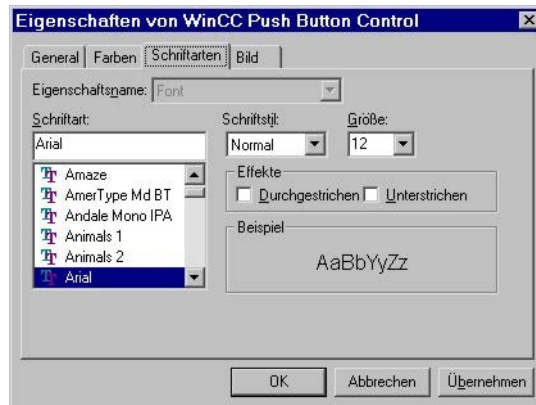 Eigenschaften von WinCC Push Button Control
General Farben Schriftarten Bild
Eigenschaftsname: Font
Schriftart: Schriftstil: Größe:
Arial Normal 12
Amaze
AmerType Md BT
Andale Mono IPA
Animals 1
Animals 2
Arial
Effekte
Durchgestrichen Unterstrichen
Beispiel
AaBbYyZz
OK Abbrechen Übernehmen